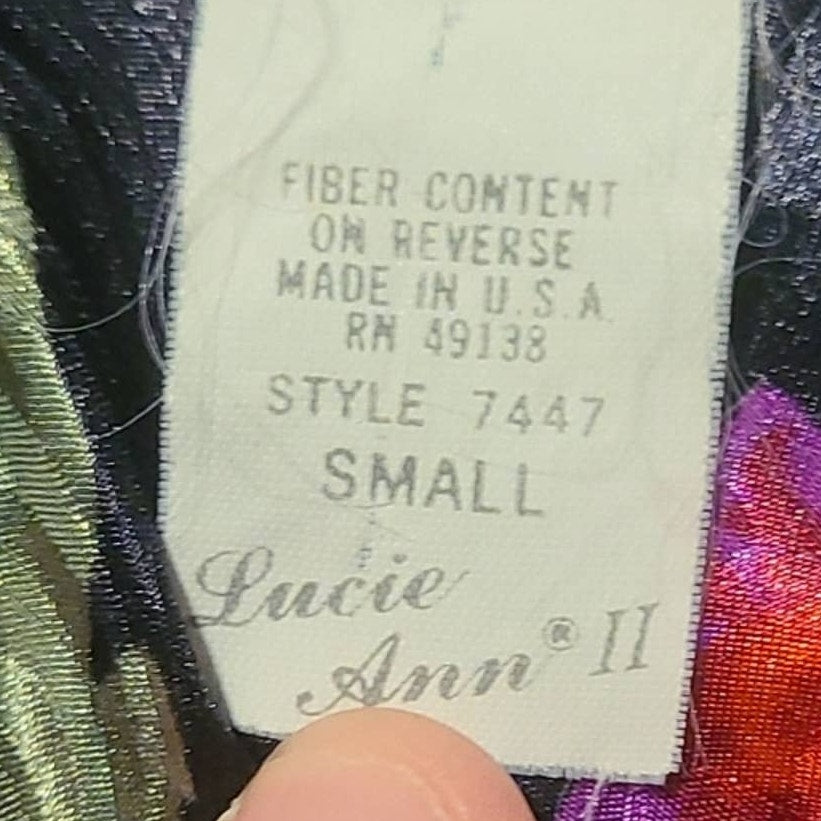 FIBER CONTENT
ON REVERSE
MADE IN U.S.A.
RN 49138
STYLE 7447
SMALL
Lucie
Ann® II